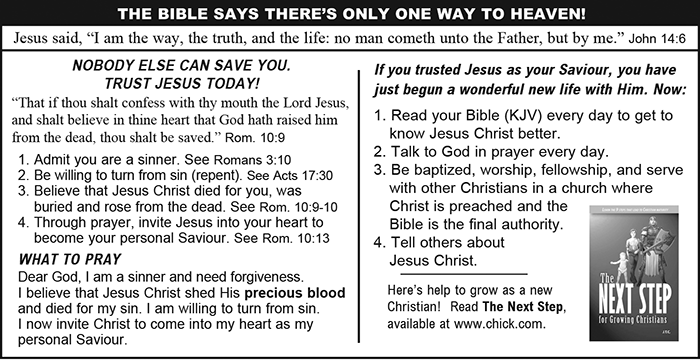 THE BIBLE SAYS THERE'S ONLY ONE WAY TO HEAVEN!
Jesus said, “I am the way, the truth, and the life: no man cometh unto the Father, but by me.” John 14:6
NOBODY ELSE CAN SAVE YOU.
TRUST JESUS TODAY!
“That if thou shalt confess with thy mouth the Lord Jesus,
and shalt believe in thine heart that God hath raised him
from the dead, thou shalt be saved.” Rom. 10:9
1. Admit you are a sinner. See Romans 3:10
2. Be willing to turn from sin (repent). See Acts 17:30
3. Believe that Jesus Christ died for you, was
buried and rose from the dead. See Rom. 10:9-10
4. Through prayer, invite Jesus into your heart to
become your personal Saviour. See Rom. 10:13
WHAT TO PRAY
Dear God, I am a sinner and need forgiveness.
I believe that Jesus Christ shed His precious blood
and died for my sin. I am willing to turn from sin.
I now invite Christ to come into my heart as my
personal Saviour.
If you trusted Jesus as your Saviour, you have
just begun a wonderful new life with Him. Now:
1. Read your Bible (KJV) every day to get to
know Jesus Christ better.
2. Talk to God in prayer every day.
3. Be baptized, worship, fellowship, and serve
with other Christians in a church where
Christ is preached and the
Bible is the final authority.
4. Tell others about
Jesus Christ.
Here's help to grow as a new
Christian! Read The Next Step,
available at www.chick.com.
The
NEXT STEP
for Growing Christians